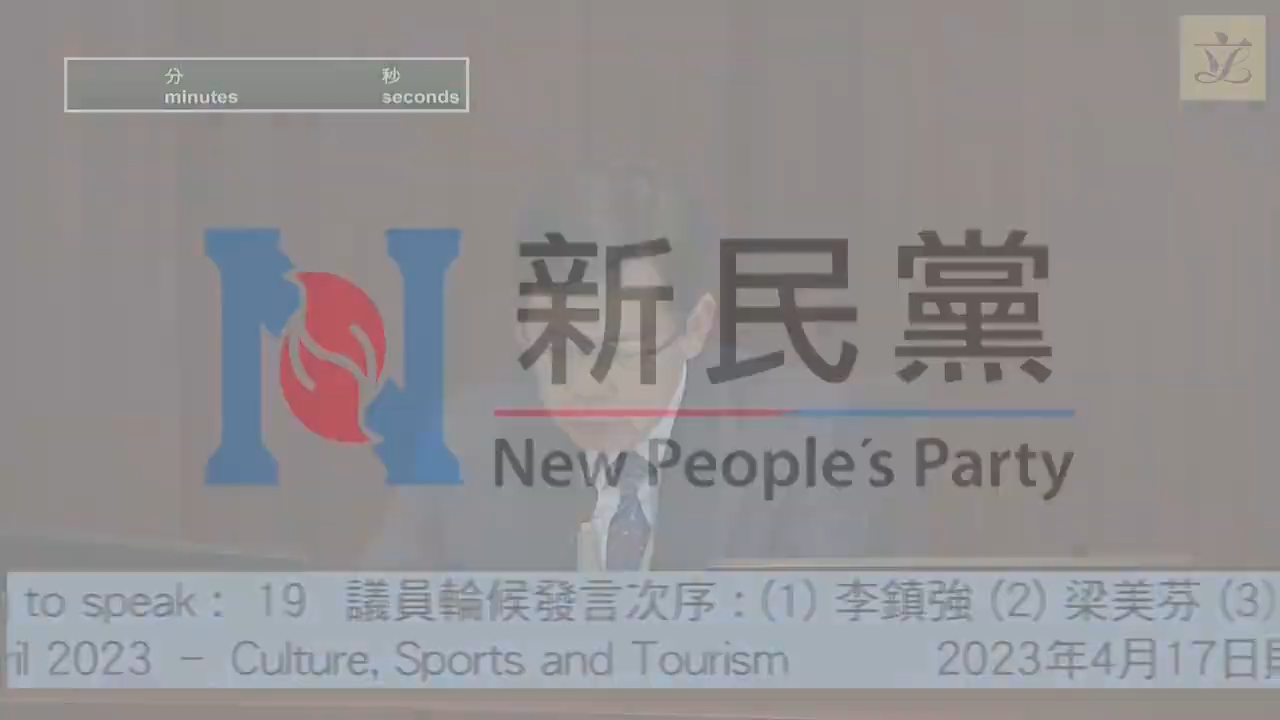 分 秒
minutes seconds
立
新民黨
New People´s Party
to speak : 19 議員輪候發言次序 : (1) 李鎮強 (2) 梁美芬 (3)
2023 - Culture, Sports and Tourism 2023年4月17日